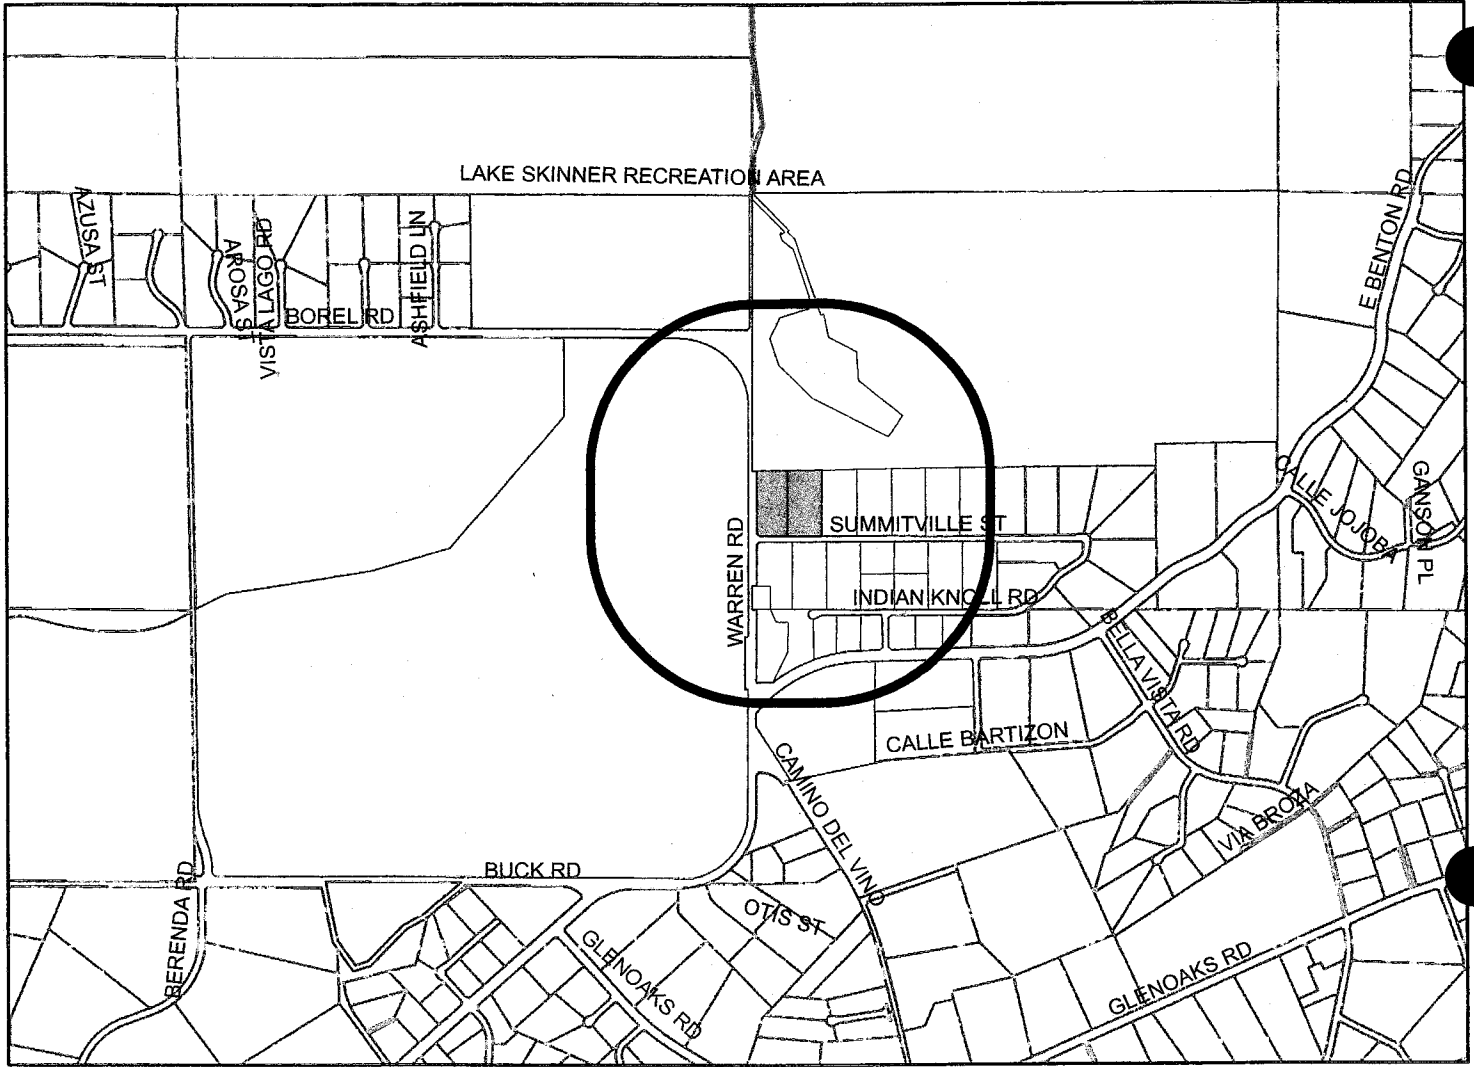 LAKE SKINNER RECREATION AREA
E BENTON RD
AZUSA ST
AROSA ST
VISTA LAGO RD
ASHFIELD LN
BOREL RD
CALLE JOJOBA
GANSON PL
SUMMITVILLE ST
WARREN RD
INDIAN KNOLL RD
BELLA VISTA RD
CALLE BARTIZON
CAMINO DEL VINO
VIA BROZA
BUCK RD
BERENDA RD
OTIS ST
GLENOAKS RD
GLENOAKS RD